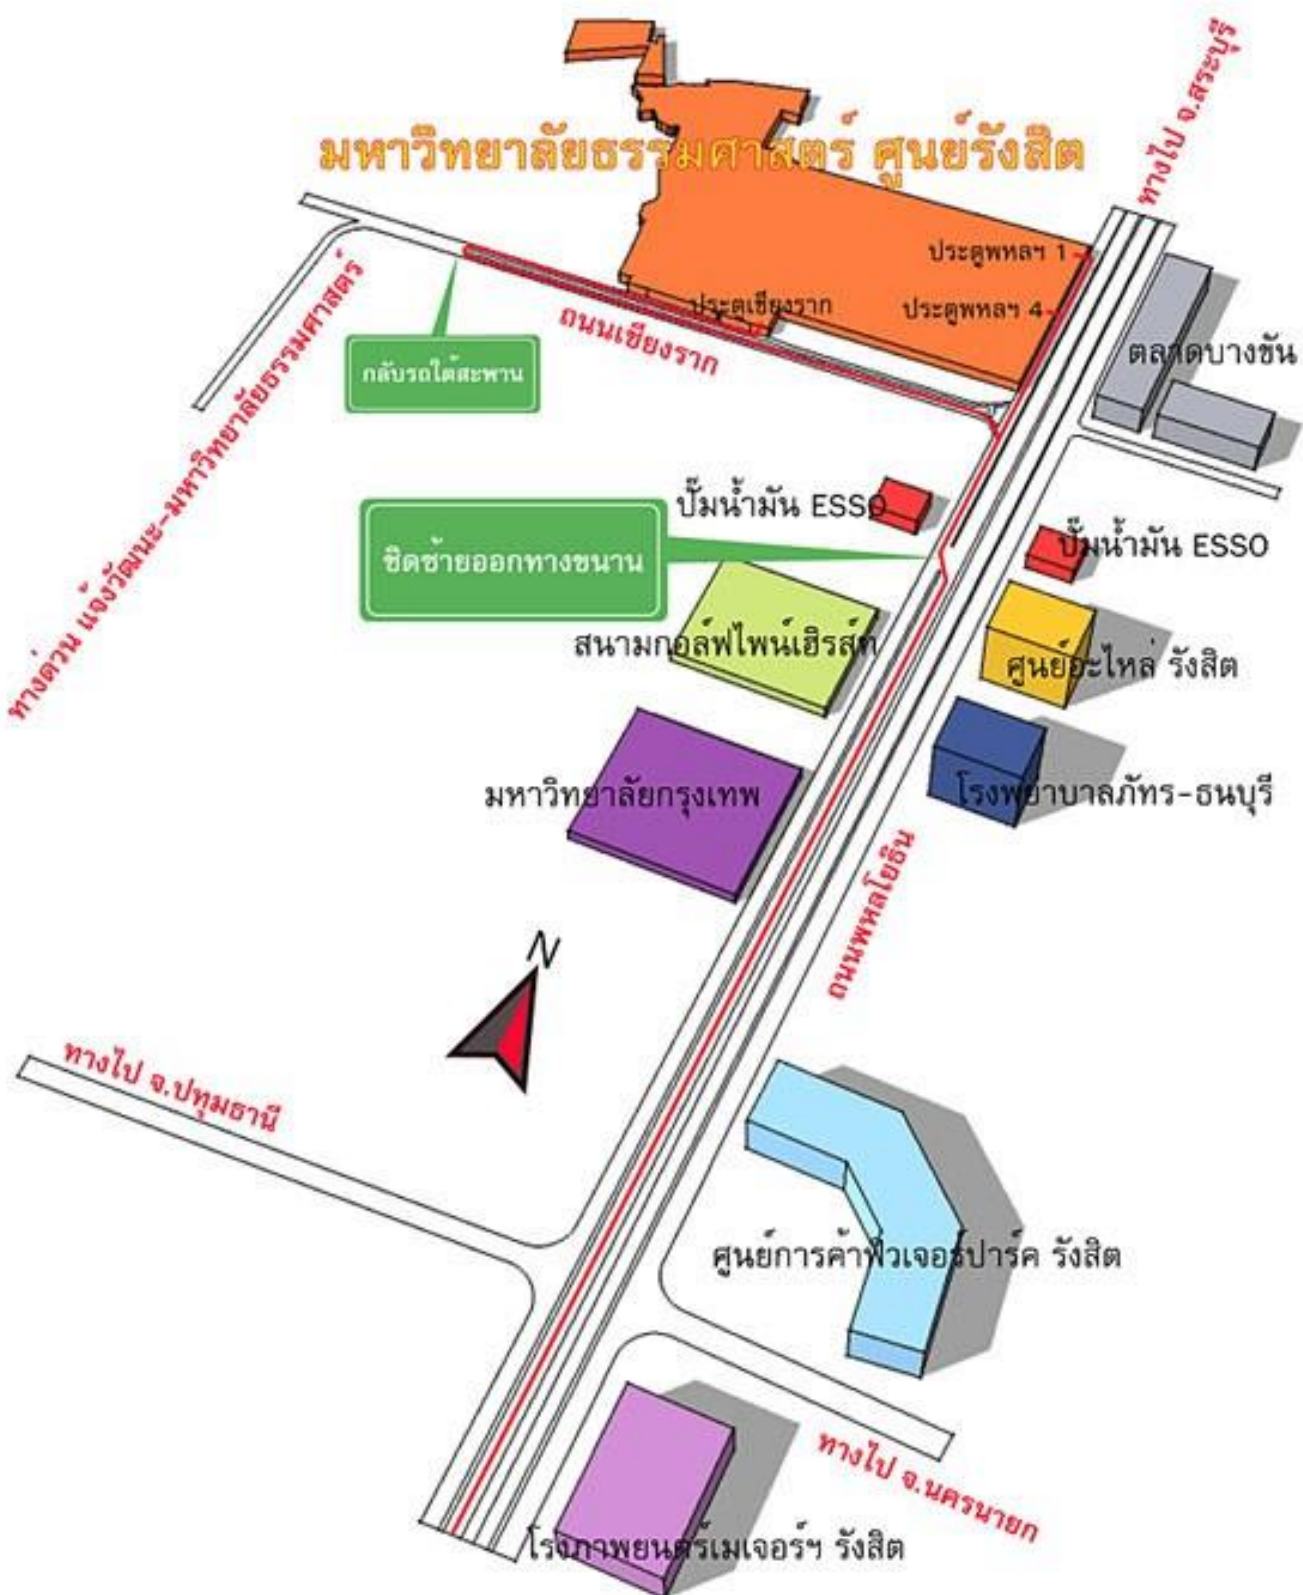 ทางไป จ.สระบุรี
มหาวิทยาลัยธรรมศาสตร์ ศูนย์รังสิต
ประตูพหลฯ 1
ประตูพหลฯ 4
ประตูเชียงราก
ถนนเชียงราก
ตลาดบางขัน
กลับรถใต้สะพาน
ทางด่วน แจ้งวัฒนะ-มหาวิทยาลัยธรรมศาสตร์
ปั๊มน้ำมัน ESSO
ปั๊มน้ำมัน ESSO
ชิดซ้ายออกทางขนาน
สนามกอล์ฟไพน์เฮิรส์ท
ศูนย์อะไหล่ รังสิต
มหาวิทยาลัยกรุงเทพ
โรงพยาบาลภัทร-ธนบุรี
ถนนพหลโยธิน
N
ทางไป จ.ปทุมธานี
ศูนย์การค้าฟิวเจอร์ปาร์ค รังสิต
ทางไป จ.นครนายก
โรงภาพยนตร์เมเจอร์ฯ รังสิต